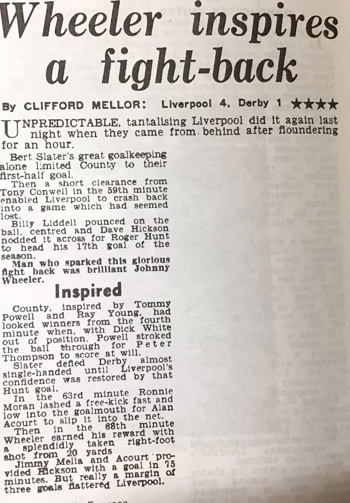 Wheeler inspires
a fight-back
By CLIFFORD MELLOR: Liverpool 4, Derby 1 ★★★★
UNPREDICTABLE, tantalising Liverpool did it again last
night when they came from behind after floundering
for an hour.
Bert Slater's great goalkeeping
alone limited County to their
first-half goal.
Then a short clearance from
Tony Conwell in the 59th minute
enabled Liverpool to crash back
into a game which had seemed
lost.
Billy Liddell pounced on the
ball, centred and Dave Hickson
nodded it across for Roger Hunt
to head his 17th goal of the
season.
Man who sparked this glorious
fight back was brilliant Johnny
Wheeler.
Inspired
County, inspired by Tommy
Powell and Ray Young, had
looked winners from the fourth
minute when, with Dick White
out of position, Powell stroked
the ball through for Peter
Thompson to score at will.
Slater defied Derby almost
single-handed until Liverpool's
confidence was restored by that
Hunt goal.
In the 63rd minute Ronnie
Moran lashed a free-kick fast and
low into the goalmouth for Alan
Acourt to slip it into the net.
Then in the 68th minute
Wheeler earned his reward with
a splendidly taken right-foot
shot from 20 yards
Jimmy Melia and Acourt pro-
vided Hickson with a goal in 75
minutes. But really a margin of
three goals flattered Liverpool.